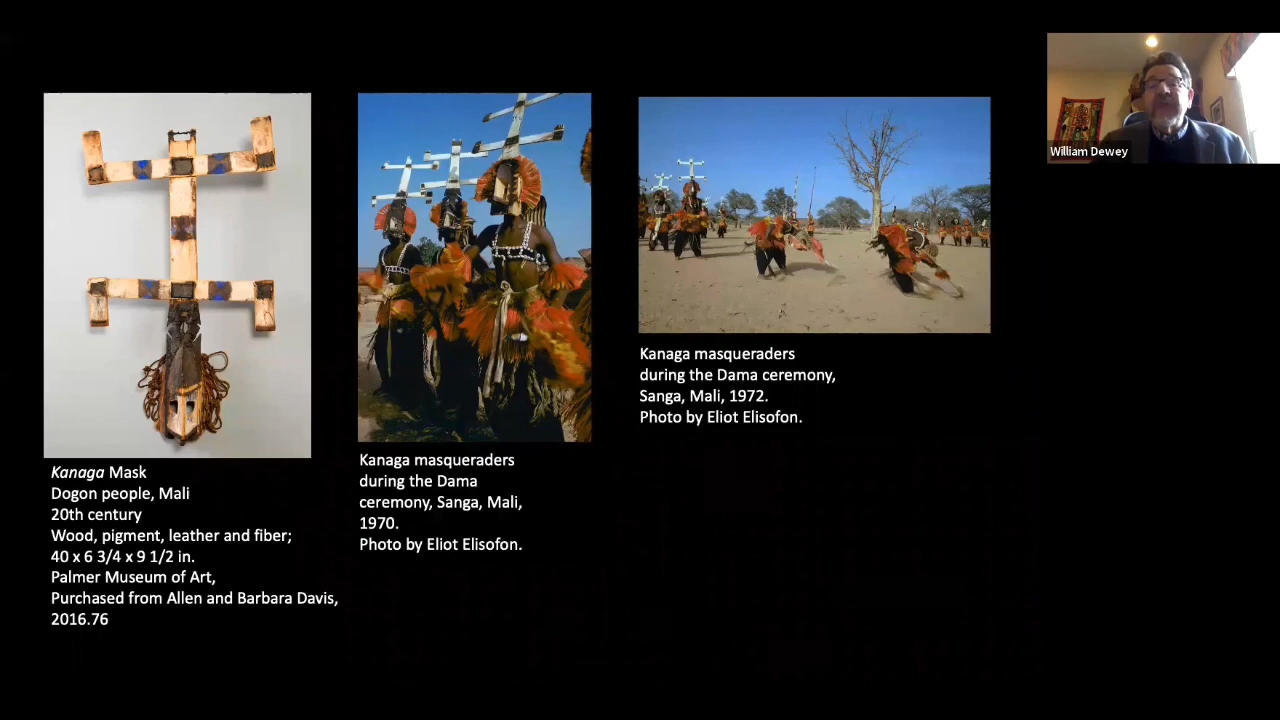 William Dewey
Kanaga Mask
Dogon people, Mali
20th century
Wood, pigment, leather and fiber;
40 x 6 3/4 x 9 1/2 in.
Palmer Museum of Art,
Purchased from Allen and Barbara Davis,
2016.76
Kanaga masqueraders
during the Dama
ceremony, Sanga, Mali,
1970.
Photo by Eliot Elisofon.
Kanaga masqueraders
during the Dama ceremony,
Sanga, Mali, 1972.
Photo by Eliot Elisofon.